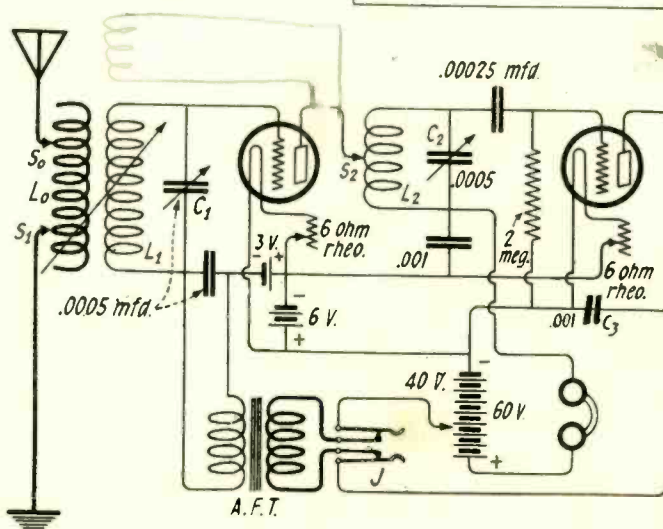 .00025 mfd.
S₀
L₀
S₁
L₁
C₁
.0005 mfd.
6 ohm
rheo.
- 3 V. +
-
6 V.
+
S₂
L₂
C₂
.0005
.001
2
meg.
6 ohm
rheo.
.001
C₃
40 V.
-
60 V.
+
J
A.F.T.